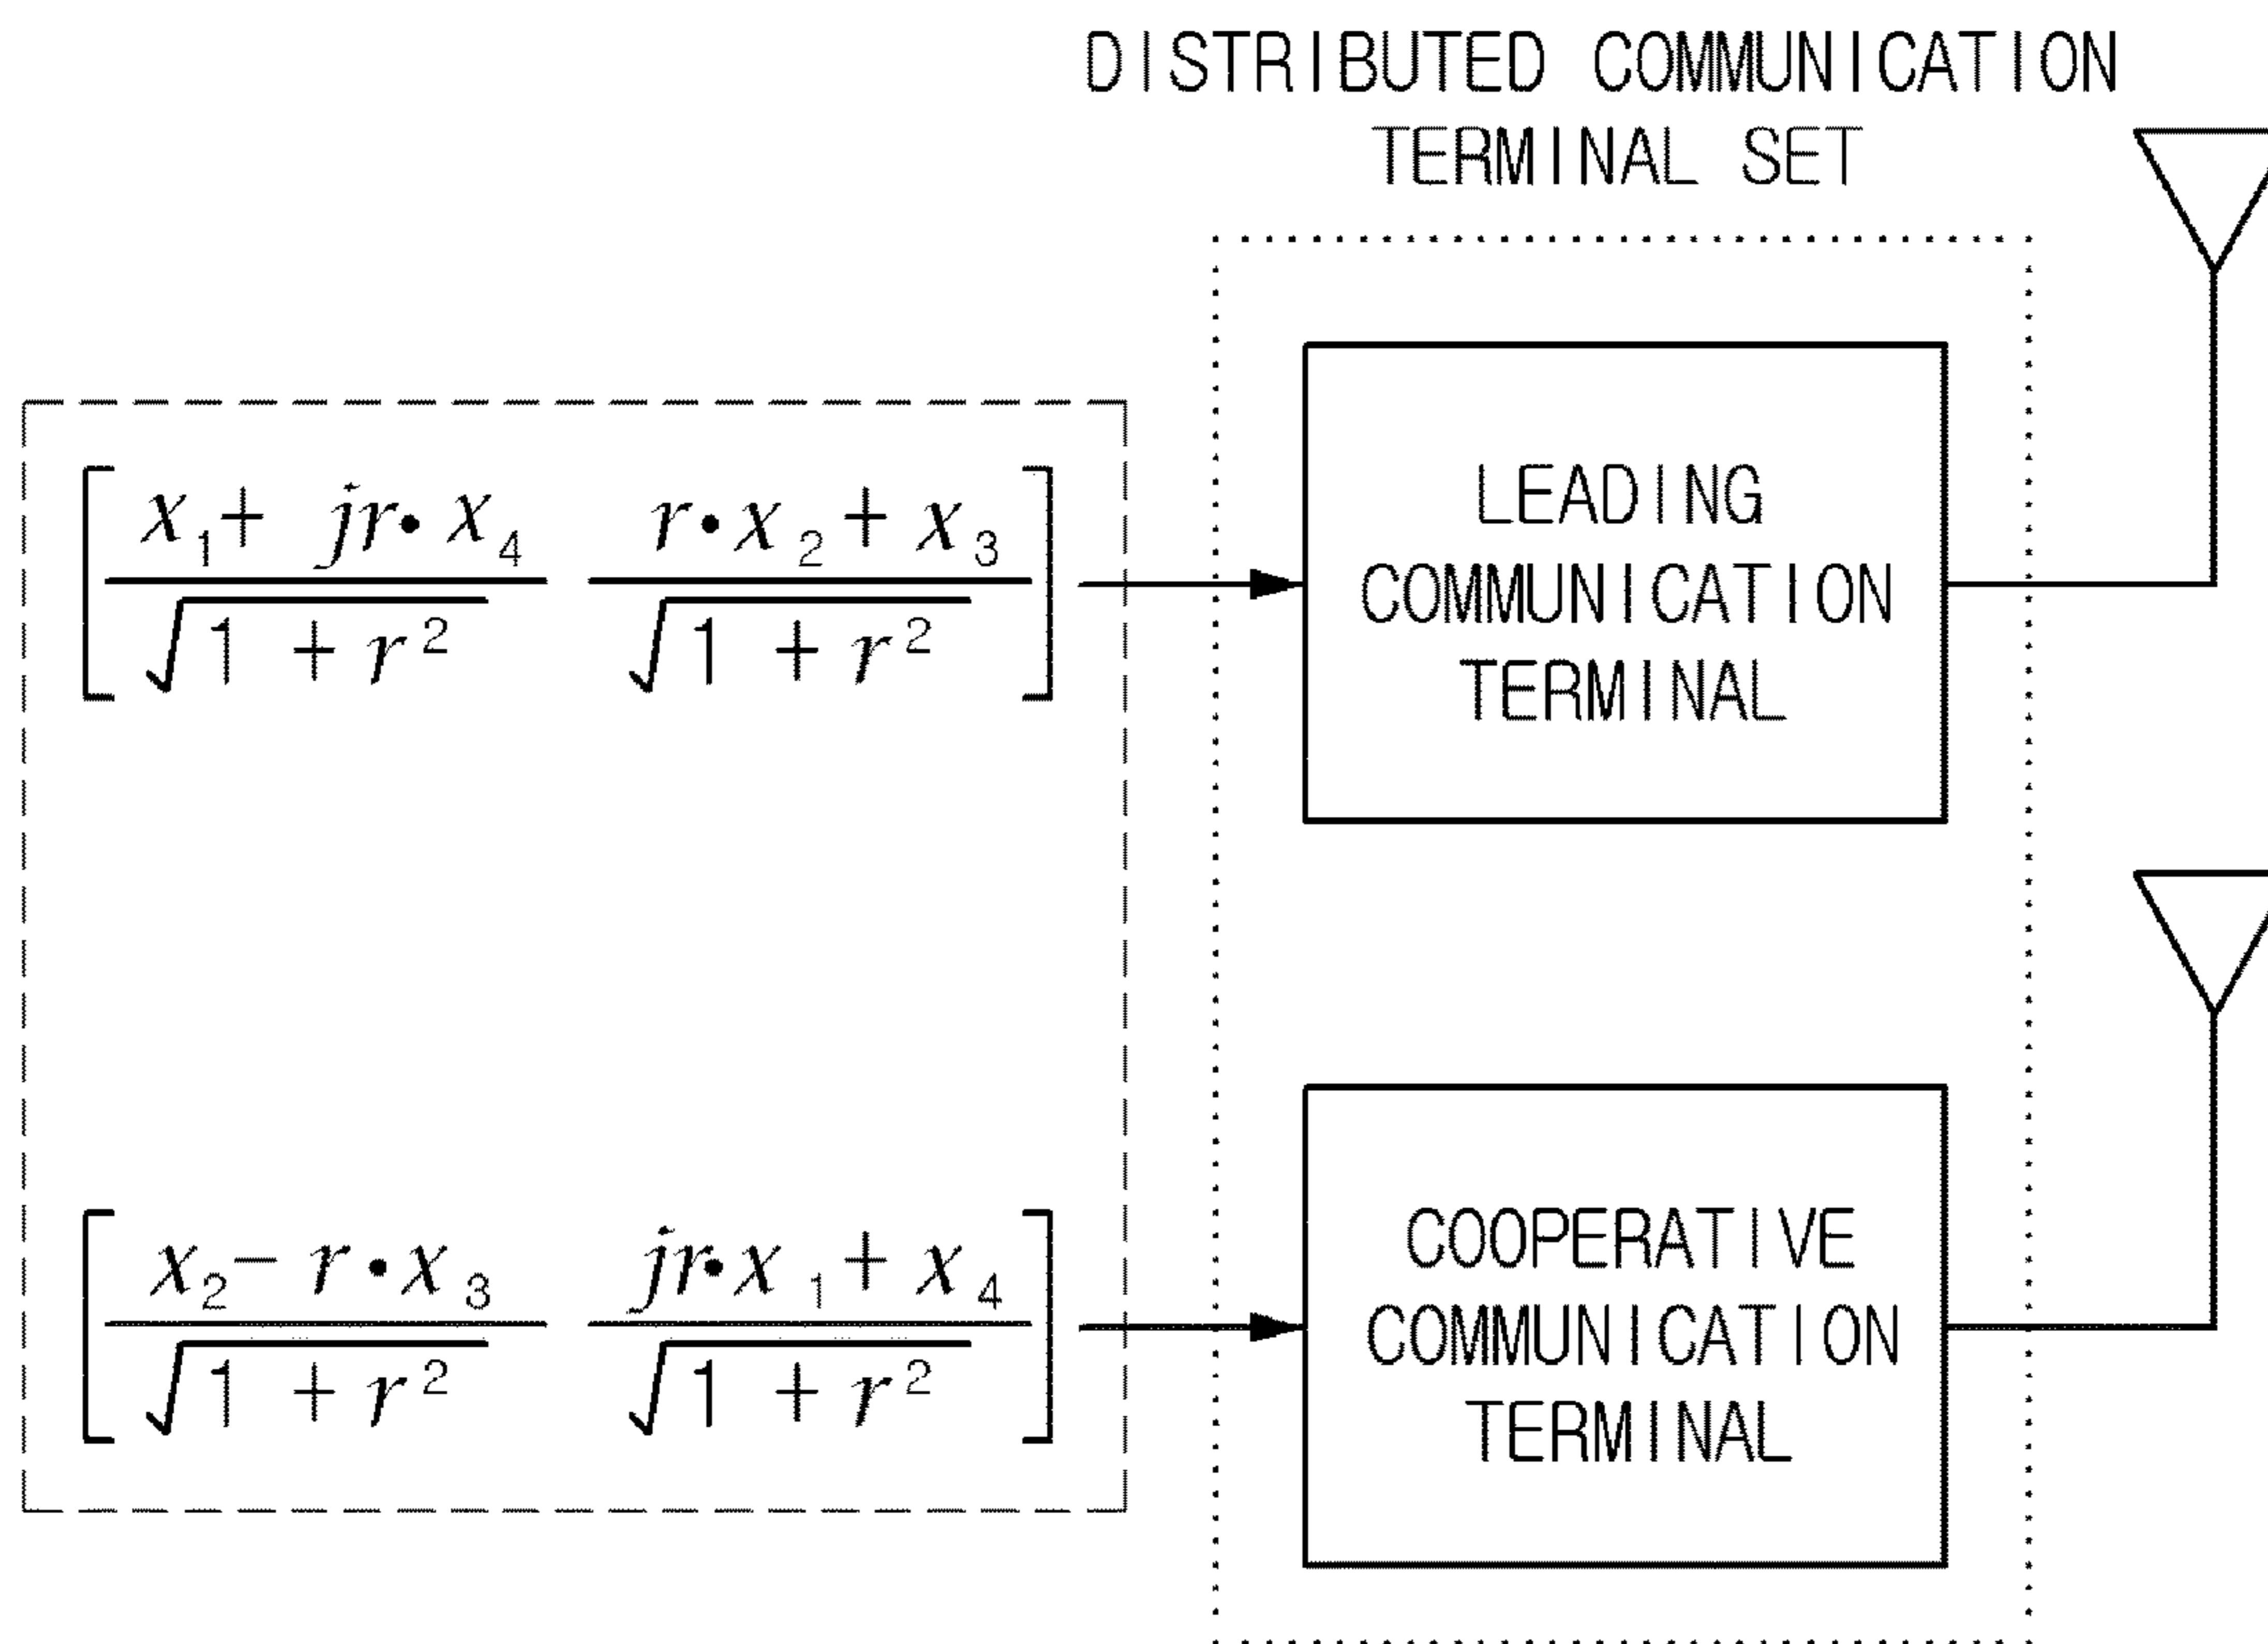 DISTRIBUTED COMMUNICATION
TERMINAL SET
[ (x₁ + jr•x₄)/√(1 + r²) (r•x₂ + x₃)/√(1 + r²) ]
LEADING
COMMUNICATION
TERMINAL
[ (x₂ − r•x₃)/√(1 + r²) (jr•x₁ + x₄)/√(1 + r²) ]
COOPERATIVE
COMMUNICATION
TERMINAL